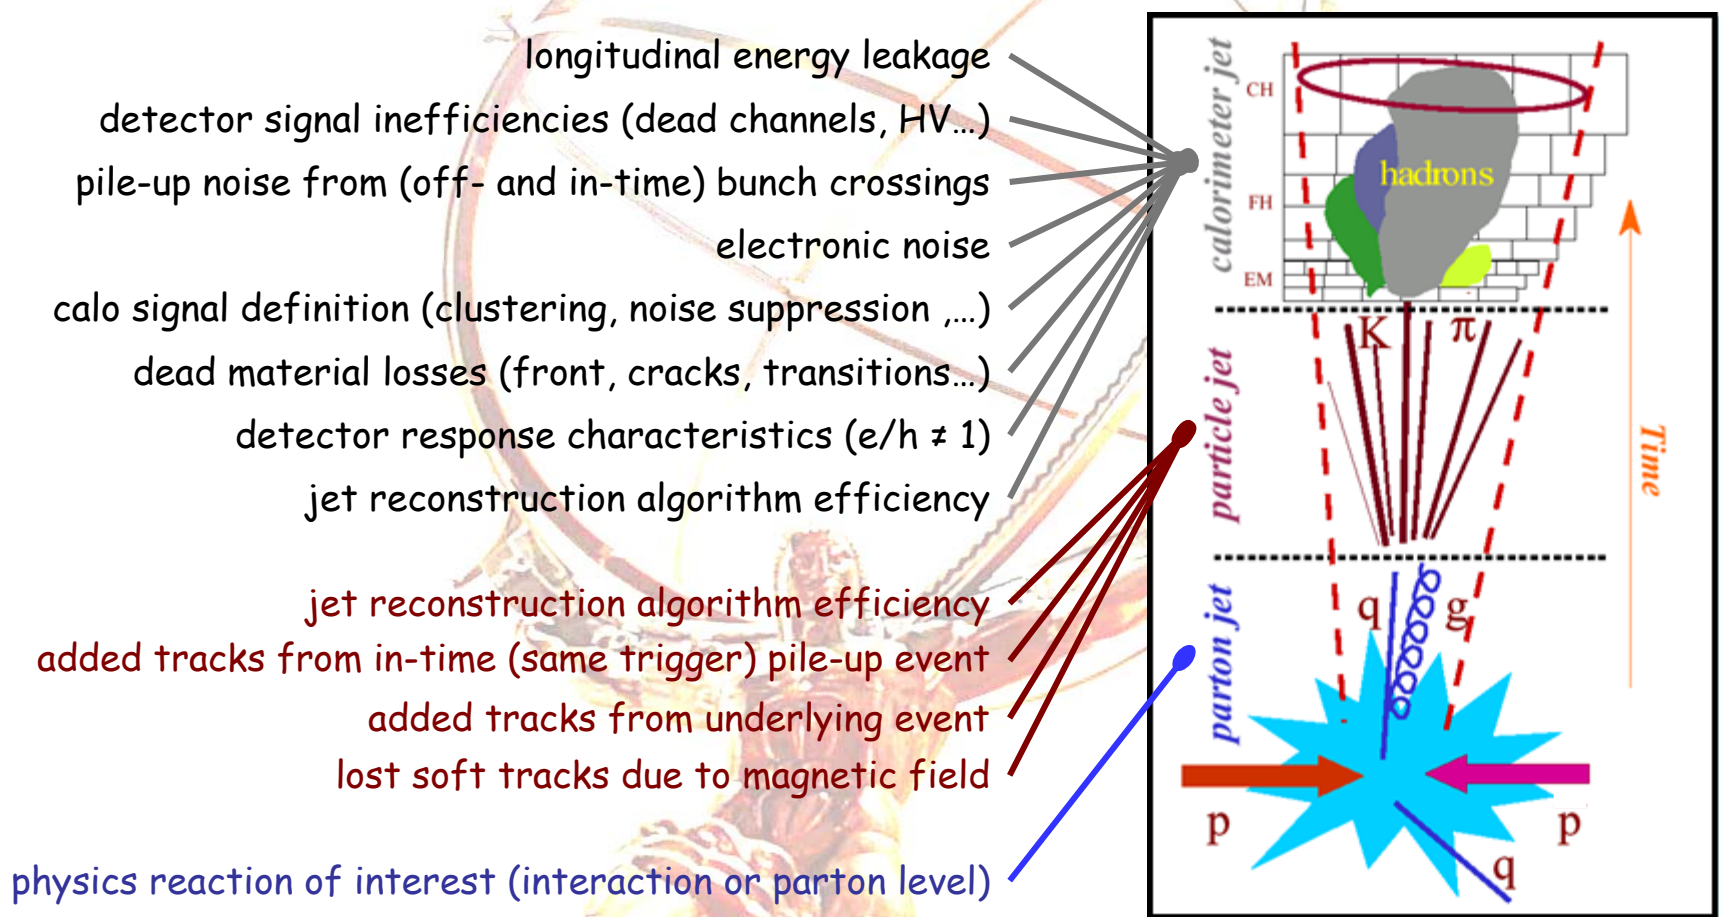 longitudinal energy leakage
detector signal inefficiencies (dead channels, HV...)
pile-up noise from (off- and in-time) bunch crossings
electronic noise
calo signal definition (clustering, noise suppression ,...)
dead material losses (front, cracks, transitions...)
detector response characteristics (e/h ≠ 1)
jet reconstruction algorithm efficiency
jet reconstruction algorithm efficiency
added tracks from in-time (same trigger) pile-up event
added tracks from underlying event
lost soft tracks due to magnetic field
physics reaction of interest (interaction or parton level)
calorimeter jet
CH
hadrons
FH
EM
particle jet
K π
Time
parton jet
q g
p p
q